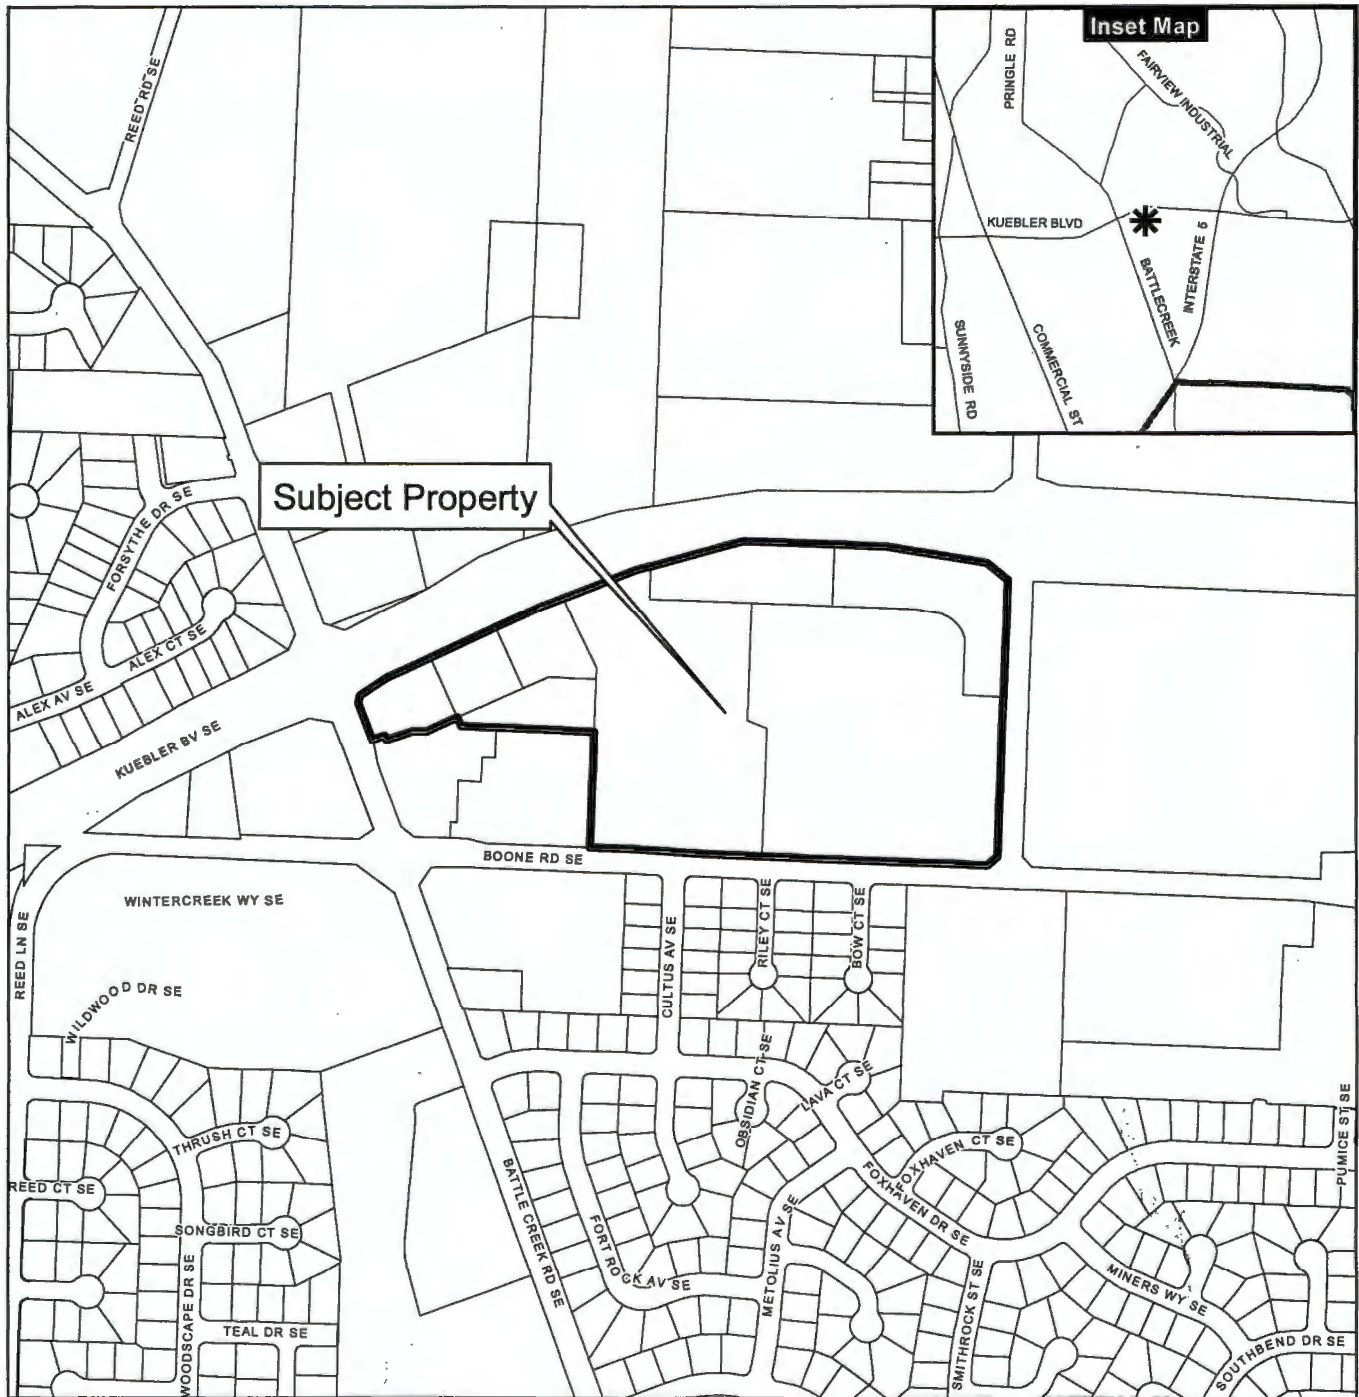 Inset Map
PRINGLE RD
FAIRVIEW INDUSTRIAL
KUEBLER BLVD
INTERSTATE 5
BATTLECREEK
SUNNYSIDE RD
COMMERCIAL ST
REED RD SE
Subject Property
FORSYTHE DR SE
ALEX CT SE
ALEX AV SE
KUEBLER BV SE
BOONE RD SE
WINTERCREEK WY SE
REED LN SE
WILDWOOD DR SE
CULTUS AV SE
RILEY CT SE
BOW CT SE
OBSIDIAN CT SE
LAVA CT SE
THRUSH CT SE
REED CT SE
SONGBIRD CT SE
WOODSCAPE DR SE
TEAL DR SE
BATTLE CREEK RD SE
FORT ROCK AV SE
METOLIUS AV SE
FOXHAVEN CT SE
FOXHAVEN DR SE
SMITHROCK ST SE
MINERS WY SE
PUMICE ST SE
SOUTHBEND DR SE